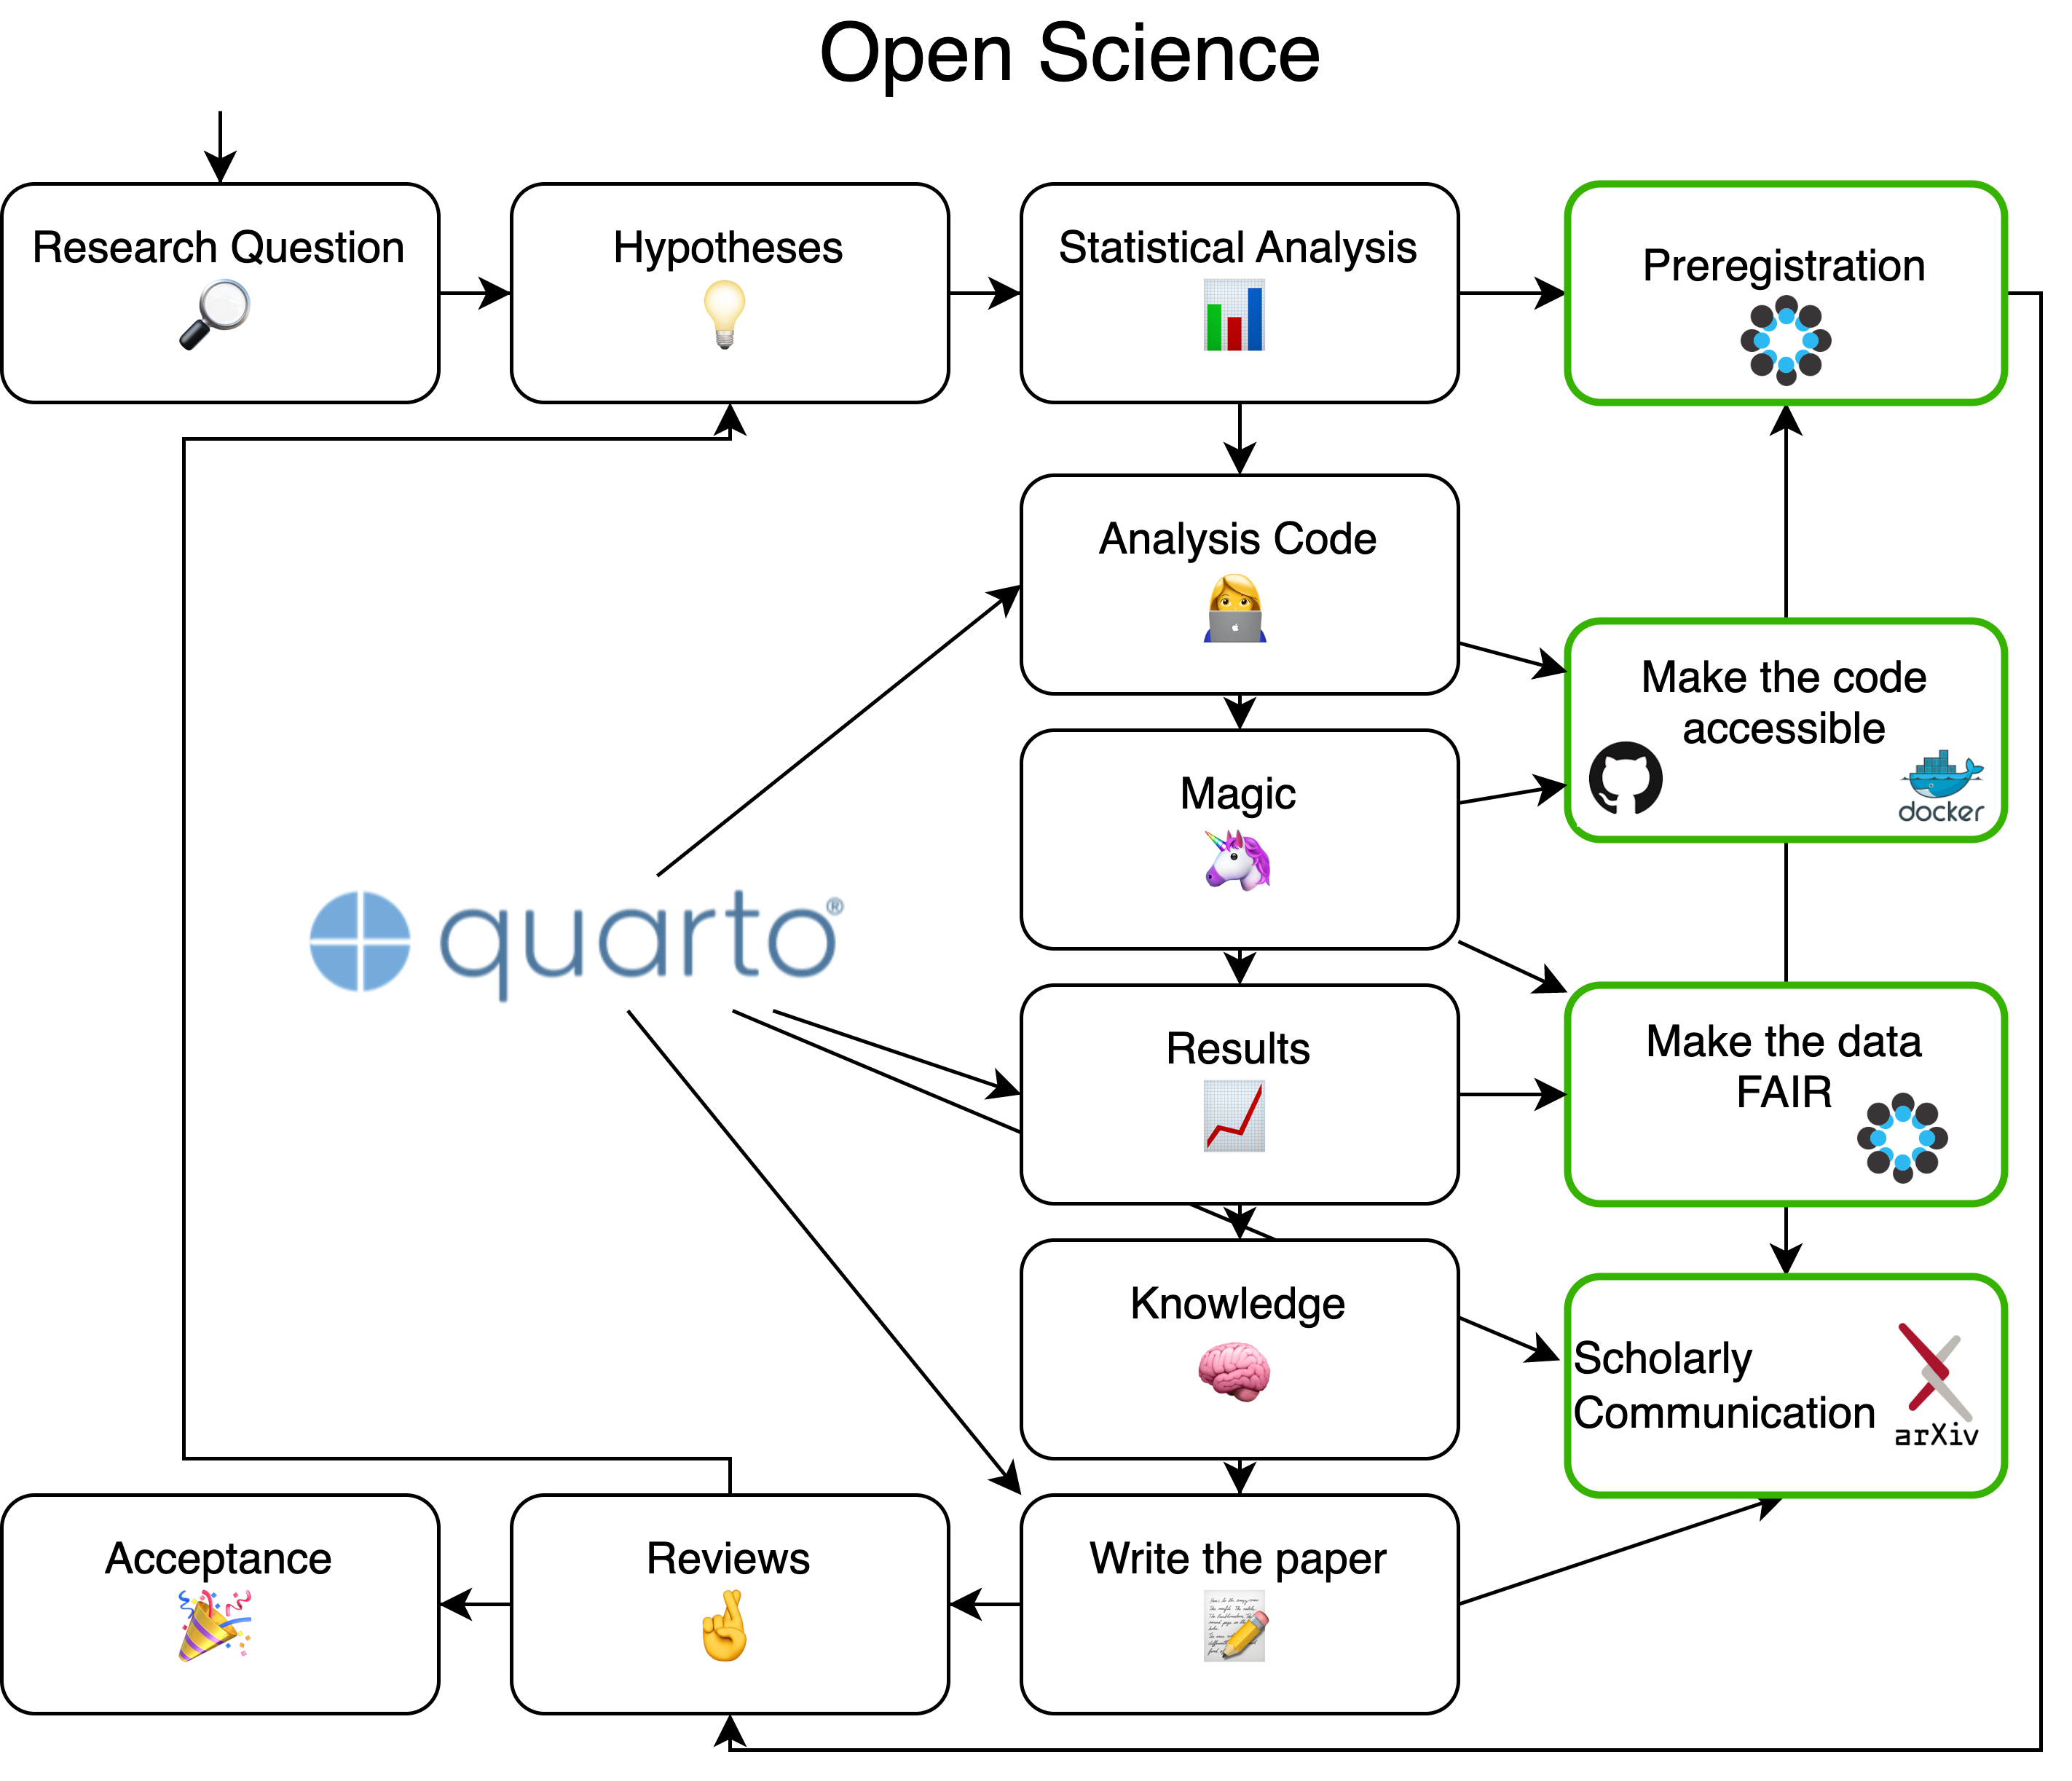 Open Science
Research Question
Hypotheses
Statistical Analysis
Preregistration
Analysis Code
Make the code
accessible
docker
Magic
quarto®
Results
Make the data
FAIR
Knowledge
Scholarly
Communication
arXiv
Acceptance
Reviews
Write the paper